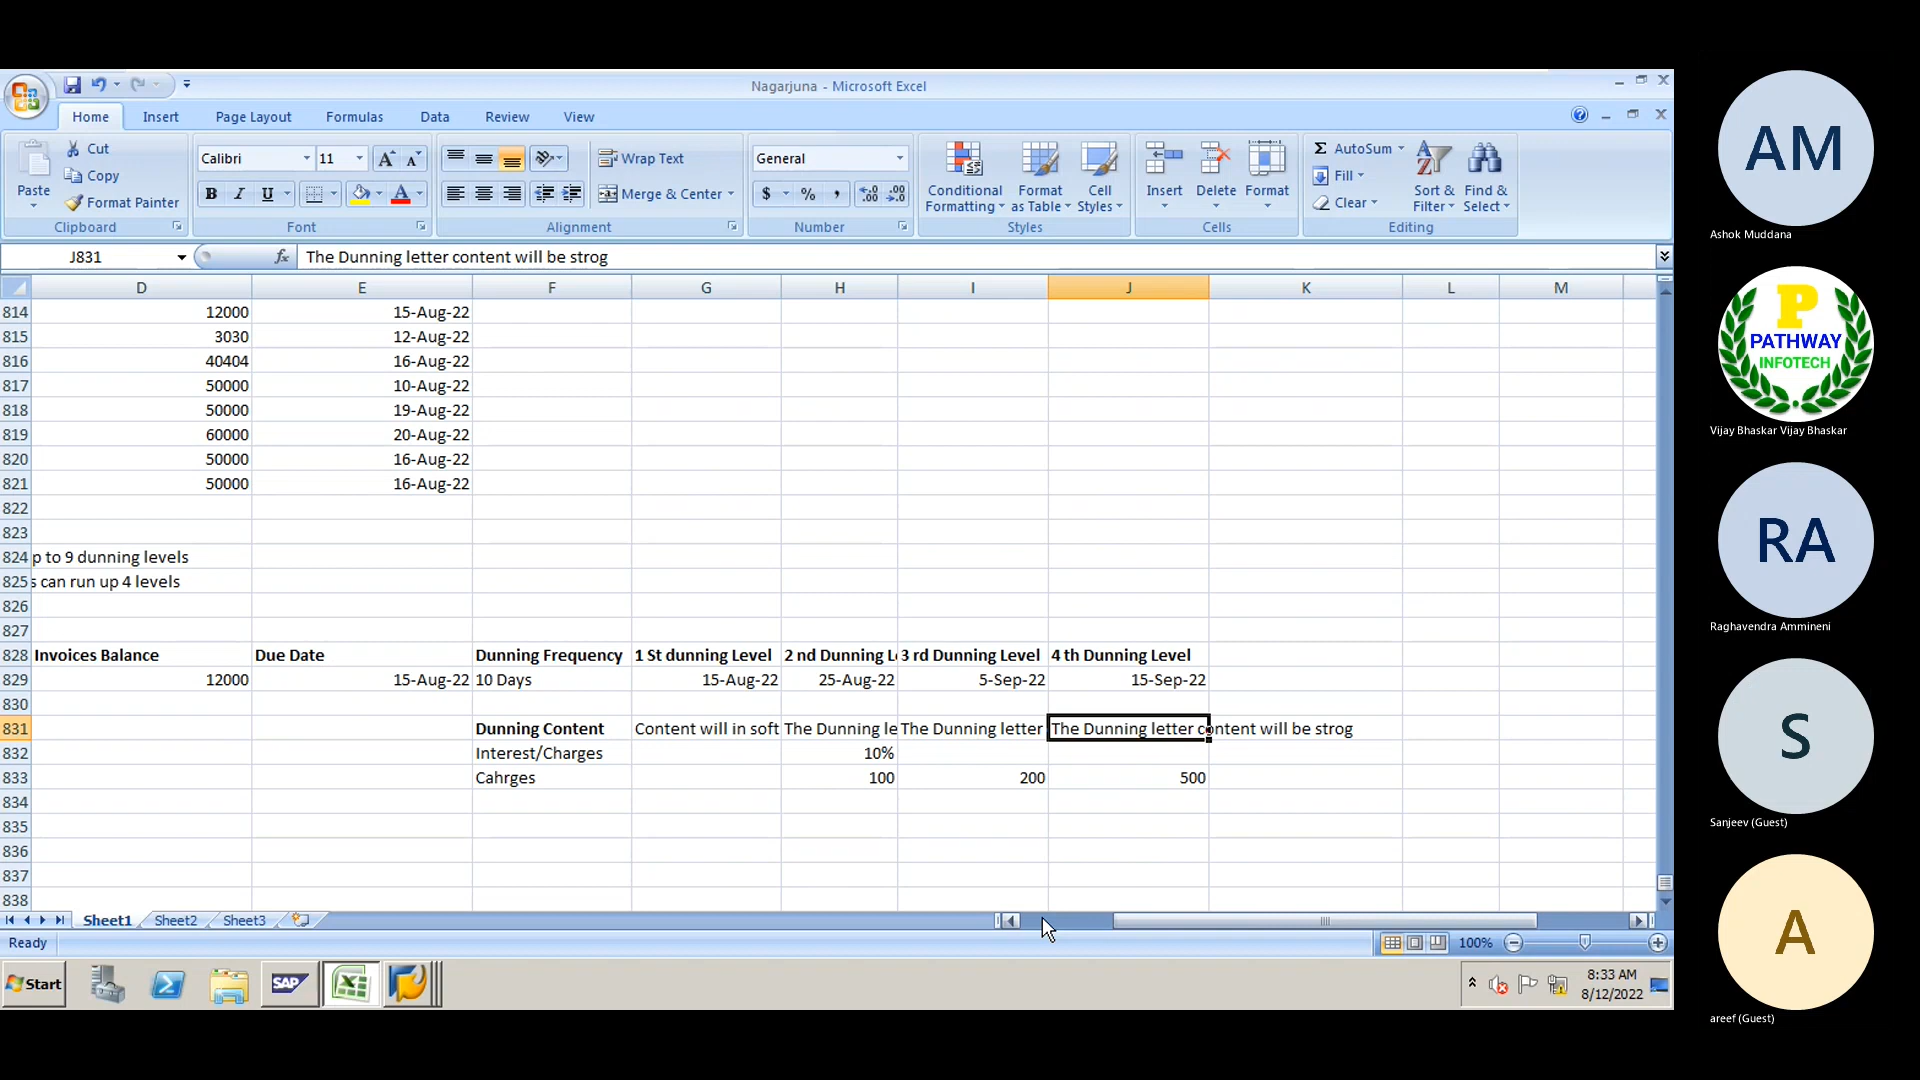 Nagarjuna - Microsoft Excel
Home Insert Page Layout Formulas Data Review View
Paste Cut Copy Format Painter Clipboard
Calibri 11 B I U Font
Wrap Text Merge & Center Alignment
General $ % , Number
Conditional Formatting Format as Table Cell Styles Styles
Insert Delete Format Cells
Σ AutoSum Fill Clear Sort & Filter Find & Select Editing
J831 fx The Dunning letter content will be strog
D E F G H I J K L M
814 12000 15-Aug-22
815 3030 12-Aug-22
816 40404 16-Aug-22
817 50000 10-Aug-22
818 50000 19-Aug-22
819 60000 20-Aug-22
820 50000 16-Aug-22
821 50000 16-Aug-22
822
823
824 p to 9 dunning levels
825 s can run up 4 levels
826
827
828 Invoices Balance Due Date Dunning Frequency 1 St dunning Level 2 nd Dunning Le 3 rd Dunning Level 4 th Dunning Level
829 12000 15-Aug-22 10 Days 15-Aug-22 25-Aug-22 5-Sep-22 15-Sep-22
830
831 Dunning Content Content will in soft The Dunning le The Dunning letter The Dunning letter content will be strog
832 Interest/Charges 10%
833 Cahrges 100 200 500
834
835
836
837
838
Sheet1 Sheet2 Sheet3
Ready 100%
Start SAP 8:33 AM
8/12/2022
AM
Ashok Muddana
P
PATHWAY
INFOTECH
Vijay Bhaskar Vijay Bhaskar
RA
Raghavendra Ammineni
S
Sanjeev (Guest)
A
areef (Guest)